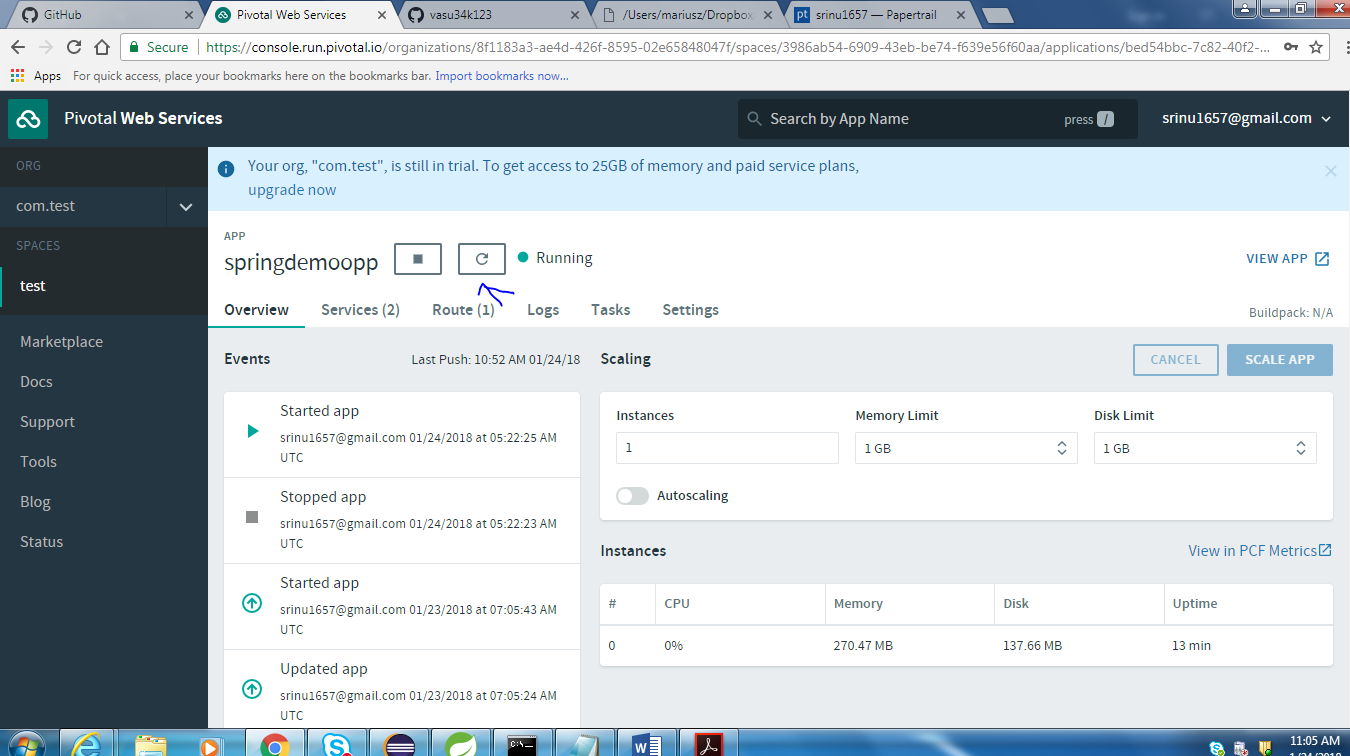 GitHub
Pivotal Web Services
vasu34k123
/Users/mariusz/Dropbox
srinu1657 — Papertrail
Secure
https://console.run.pivotal.io/organizations/8f1183a3-ae4d-426f-8595-02e65848047f/spaces/3986ab54-6909-43eb-be74-f639e56f60aa/applications/bed54bbc-7c82-40f2-...
Apps
For quick access, place your bookmarks here on the bookmarks bar. Import bookmarks now...
Pivotal Web Services
Search by App Name
press /
srinu1657@gmail.com
ORG
com.test
SPACES
test
Marketplace
Docs
Support
Tools
Blog
Status
Your org, "com.test", is still in trial. To get access to 25GB of memory and paid service plans,
upgrade now
APP
springdemoopp
Running
VIEW APP
Overview
Services (2)
Route (1)
Logs
Tasks
Settings
Buildpack: N/A
Events
Last Push: 10:52 AM 01/24/18
Started app
srinu1657@gmail.com 01/24/2018 at 05:22:25 AM
UTC
Stopped app
srinu1657@gmail.com 01/24/2018 at 05:22:23 AM
UTC
Started app
srinu1657@gmail.com 01/23/2018 at 07:05:43 AM
UTC
Updated app
srinu1657@gmail.com 01/23/2018 at 07:05:24 AM
UTC
Scaling
CANCEL
SCALE APP
Instances
Memory Limit
Disk Limit
1
1 GB
1 GB
Autoscaling
Instances
View in PCF Metrics
# CPU Memory Disk Uptime
0 0% 270.47 MB 137.66 MB 13 min
11:05 AM